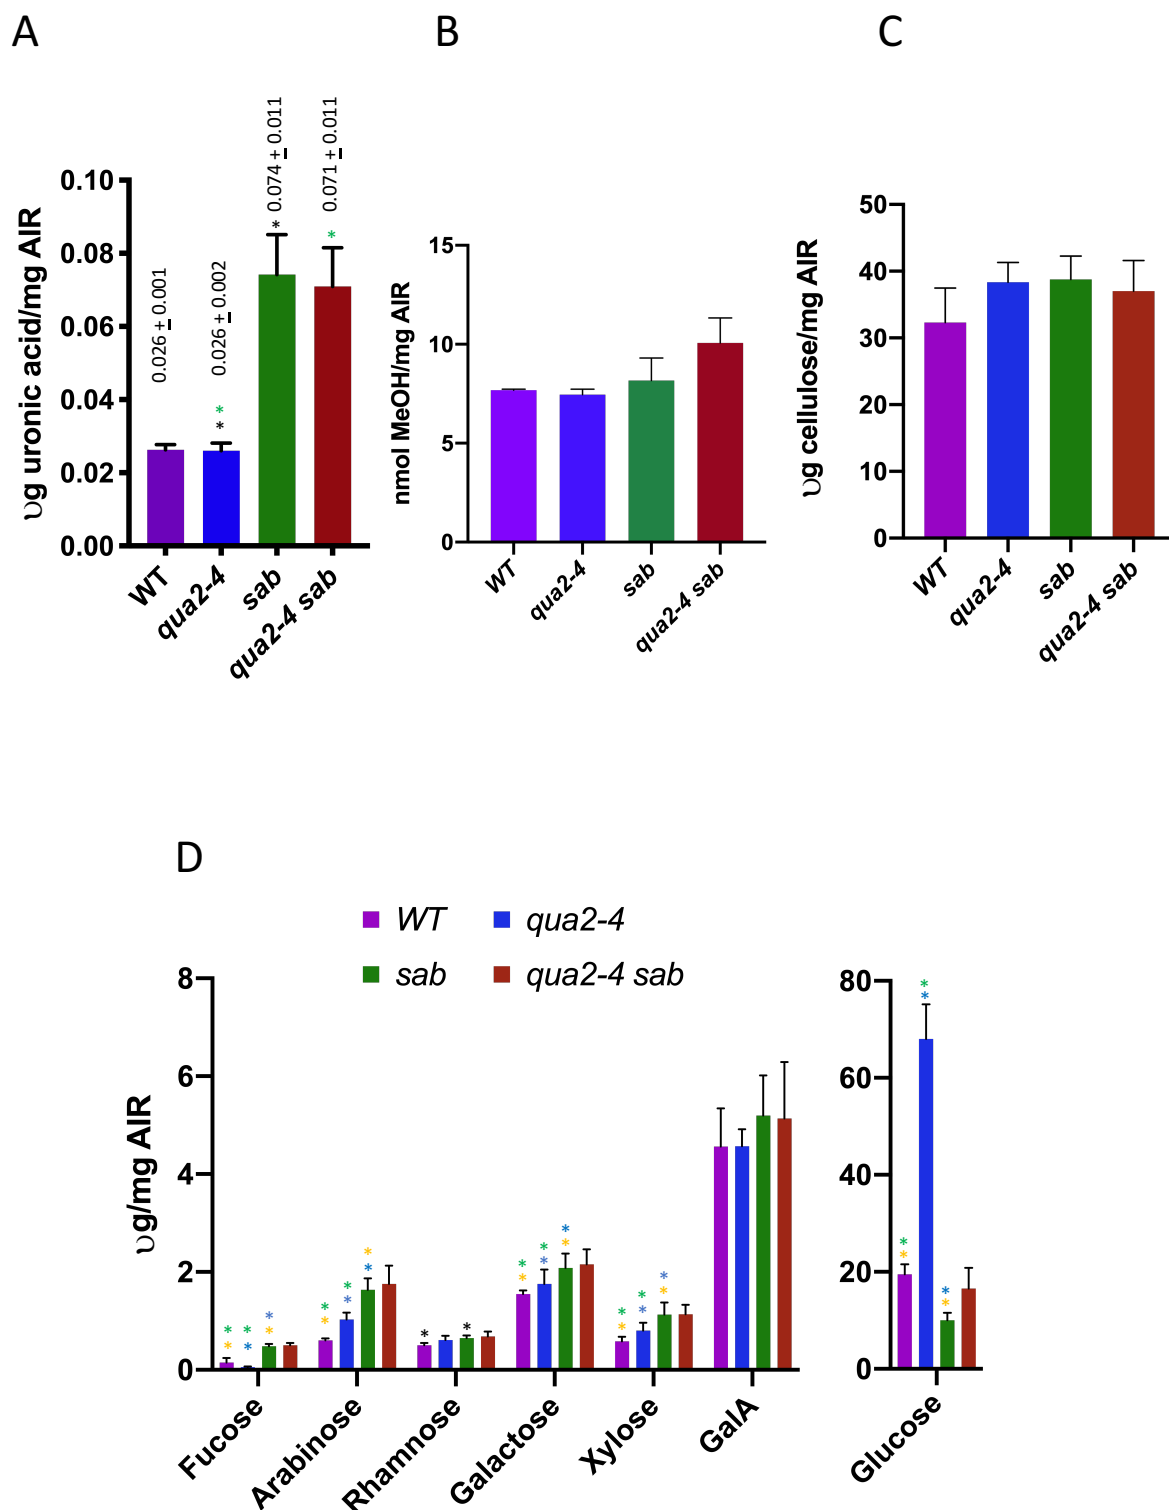 A
B
C
υg uronic acid/mg AIR
0.10
0.08
0.06
0.04
0.02
0.00
0.026 + 0.001
0.026 + 0.002
0.074 + 0.011
0.071 + 0.011
*
*
*
*
WT
qua2-4
sab
qua2-4 sab
nmol MeOH/mg AIR
15
10
5
0
WT
qua2-4
sab
qua2-4 sab
υg cellulose/mg AIR
50
40
30
20
10
0
WT
qua2-4
sab
qua2-4 sab
D
WT
qua2-4
sab
qua2-4 sab
υg/mg AIR
8
6
4
2
0
* * *
* * *
* * *
* * *
* *
* * *
* * *
* * *
* * *
Fucose
Arabinose
Rhamnose
Galactose
Xylose
GalA
80
60
40
20
0
* * *
* * *
Glucose